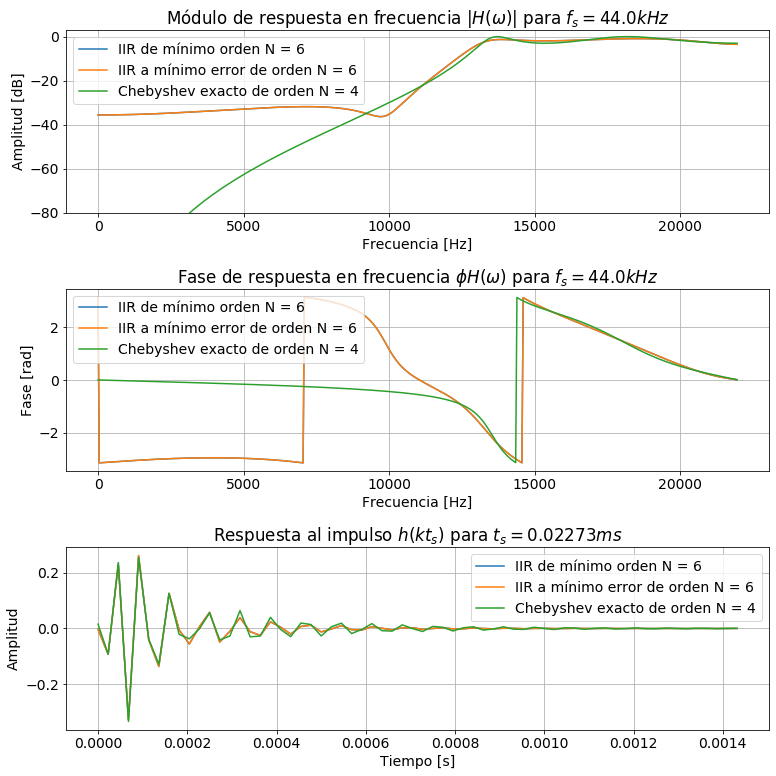 Módulo de respuesta en frecuencia |H(ω)| para f_s = 44.0kHz
IIR de mínimo orden N = 6
IIR a mínimo error de orden N = 6
Chebyshev exacto de orden N = 4
Amplitud [dB]
0
−20
−40
−60
−80
0 5000 10000 15000 20000
Frecuencia [Hz]
Fase de respuesta en frecuencia ϕH(ω) para f_s = 44.0kHz
IIR de mínimo orden N = 6
IIR a mínimo error de orden N = 6
Chebyshev exacto de orden N = 4
Fase [rad]
2
0
−2
0 5000 10000 15000 20000
Frecuencia [Hz]
Respuesta al impulso h(kt_s) para t_s = 0.02273ms
IIR de mínimo orden N = 6
IIR a mínimo error de orden N = 6
Chebyshev exacto de orden N = 4
Amplitud
0.2
0.0
−0.2
0.0000 0.0002 0.0004 0.0006 0.0008 0.0010 0.0012 0.0014
Tiempo [s]